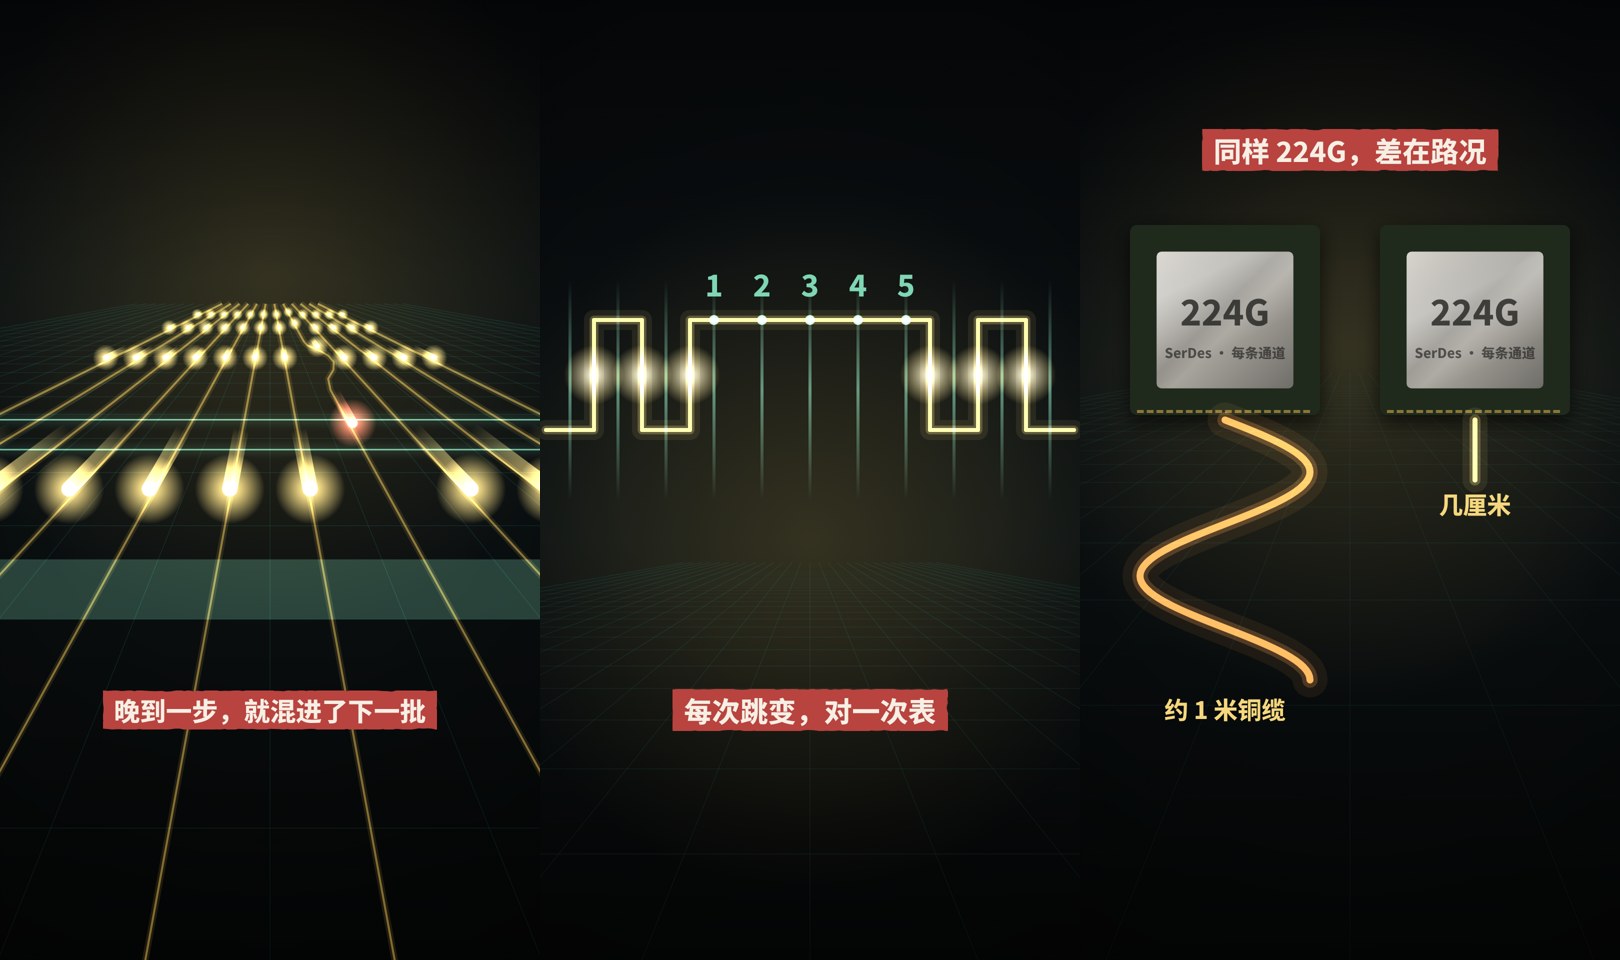 晚到一步，就混进了下一批
1 2 3 4 5
每次跳变，对一次表
同样 224G，差在路况
224G
SerDes · 每条通道
224G
SerDes · 每条通道
几厘米
约 1 米铜缆